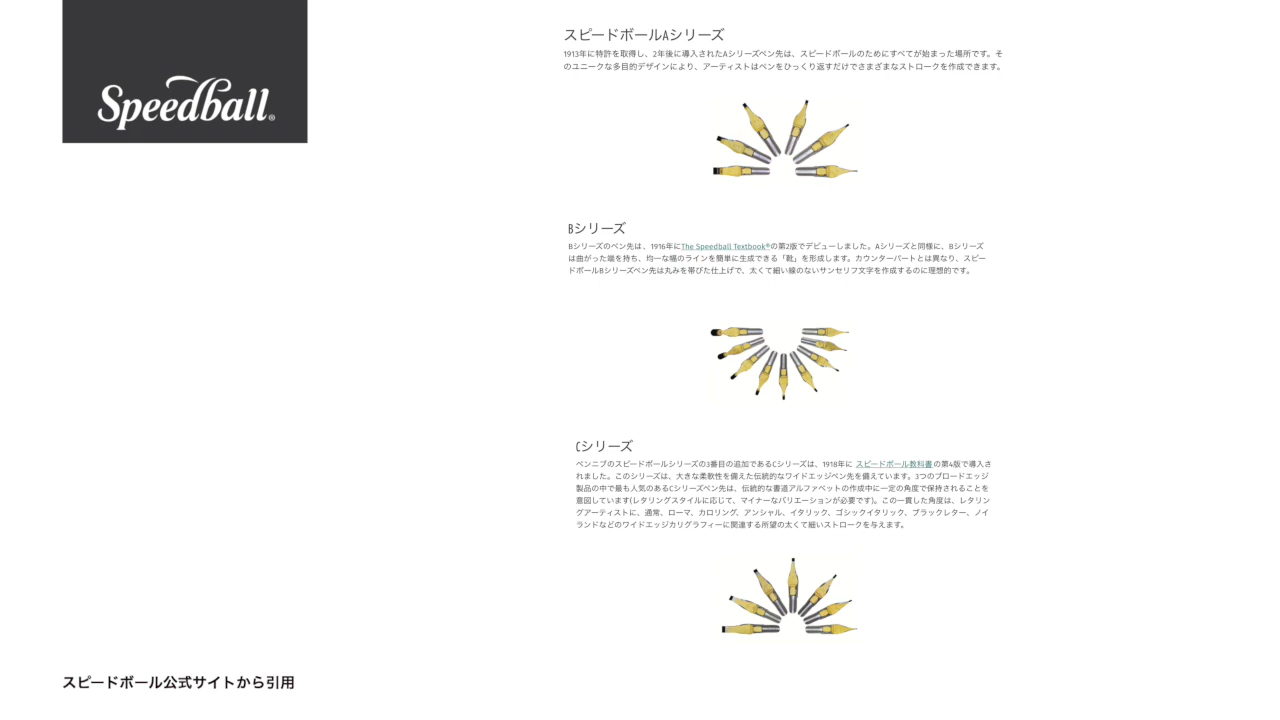 Speedball®
スピードボールAシリーズ
1913年に特許を取得し、2年後に導入されたAシリーズペン先は、スピードボールのためにすべてが始まった場所です。そ
のユニークな多目的デザインにより、アーティストはペンをひっくり返すだけでさまざまなストロークを作成できます。
Bシリーズ
Bシリーズのペン先は、1916年にThe Speedball Textbook®の第2版でデビューしました。Aシリーズと同様に、Bシリーズ
は曲がった端を持ち、均一な幅のラインを簡単に生成できる「靴」を形成します。カウンターパートとは異なり、スピー
ドボールBシリーズペン先は丸みを帯びた仕上げで、太くて細い線のないサンセリフ文字を作成するのに理想的です。
Cシリーズ
ペンニブのスピードボールシリーズの3番目の追加であるCシリーズは、1918年に スピードボール教科書の第4版で導入さ
れました。このシリーズは、大きな柔軟性を備えた伝統的なワイドエッジペン先を備えています。3つのブロードエッジ
製品の中で最も人気のあるCシリーズペン先は、伝統的な書道アルファベットの作成中に一定の角度で保持されることを
意図しています(レタリングスタイルに応じて、マイナーなバリエーションが必要です)。この一貫した角度は、レタリン
グアーティストに、通常、ローマ、カロリング、アンシャル、イタリック、ゴシックイタリック、ブラックレター、ノイ
ランドなどのワイドエッジカリグラフィーに関連する所望の太くて細いストロークを与えます。
スピードボール公式サイトから引用